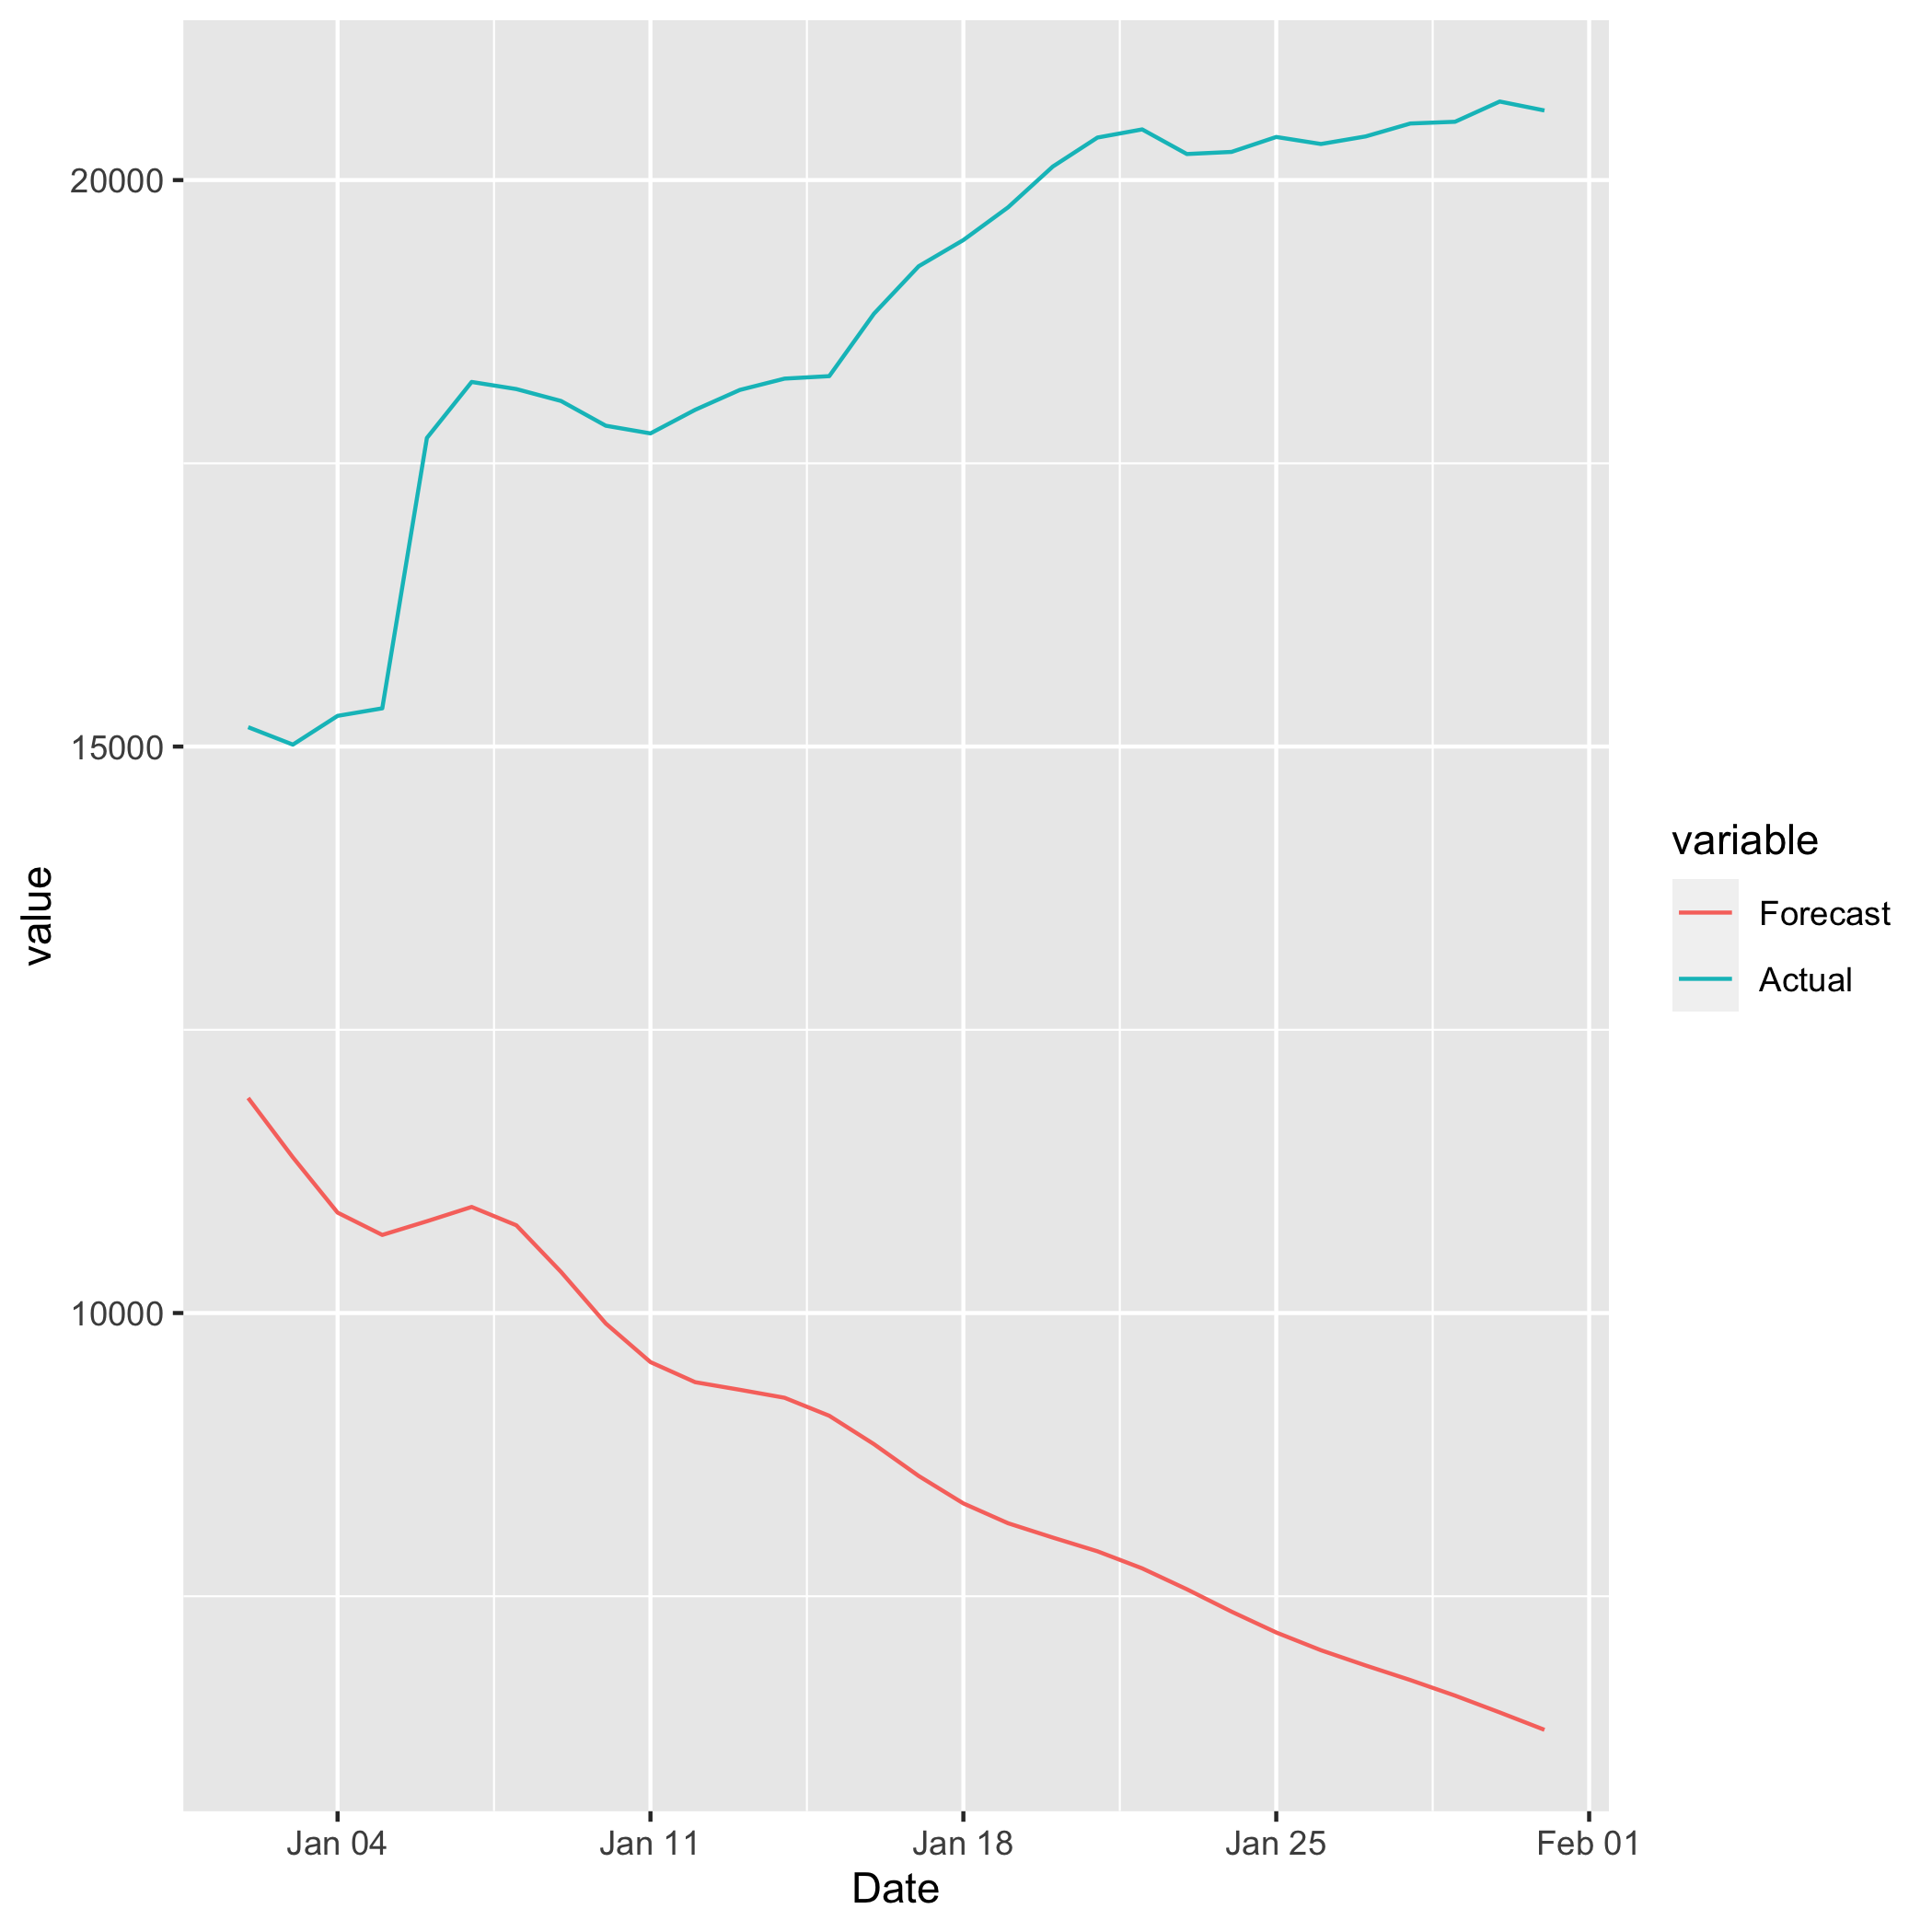 20000
15000
10000
value
Jan 04
Jan 11
Jan 18
Jan 25
Feb 01
Date
variable
Forecast
Actual